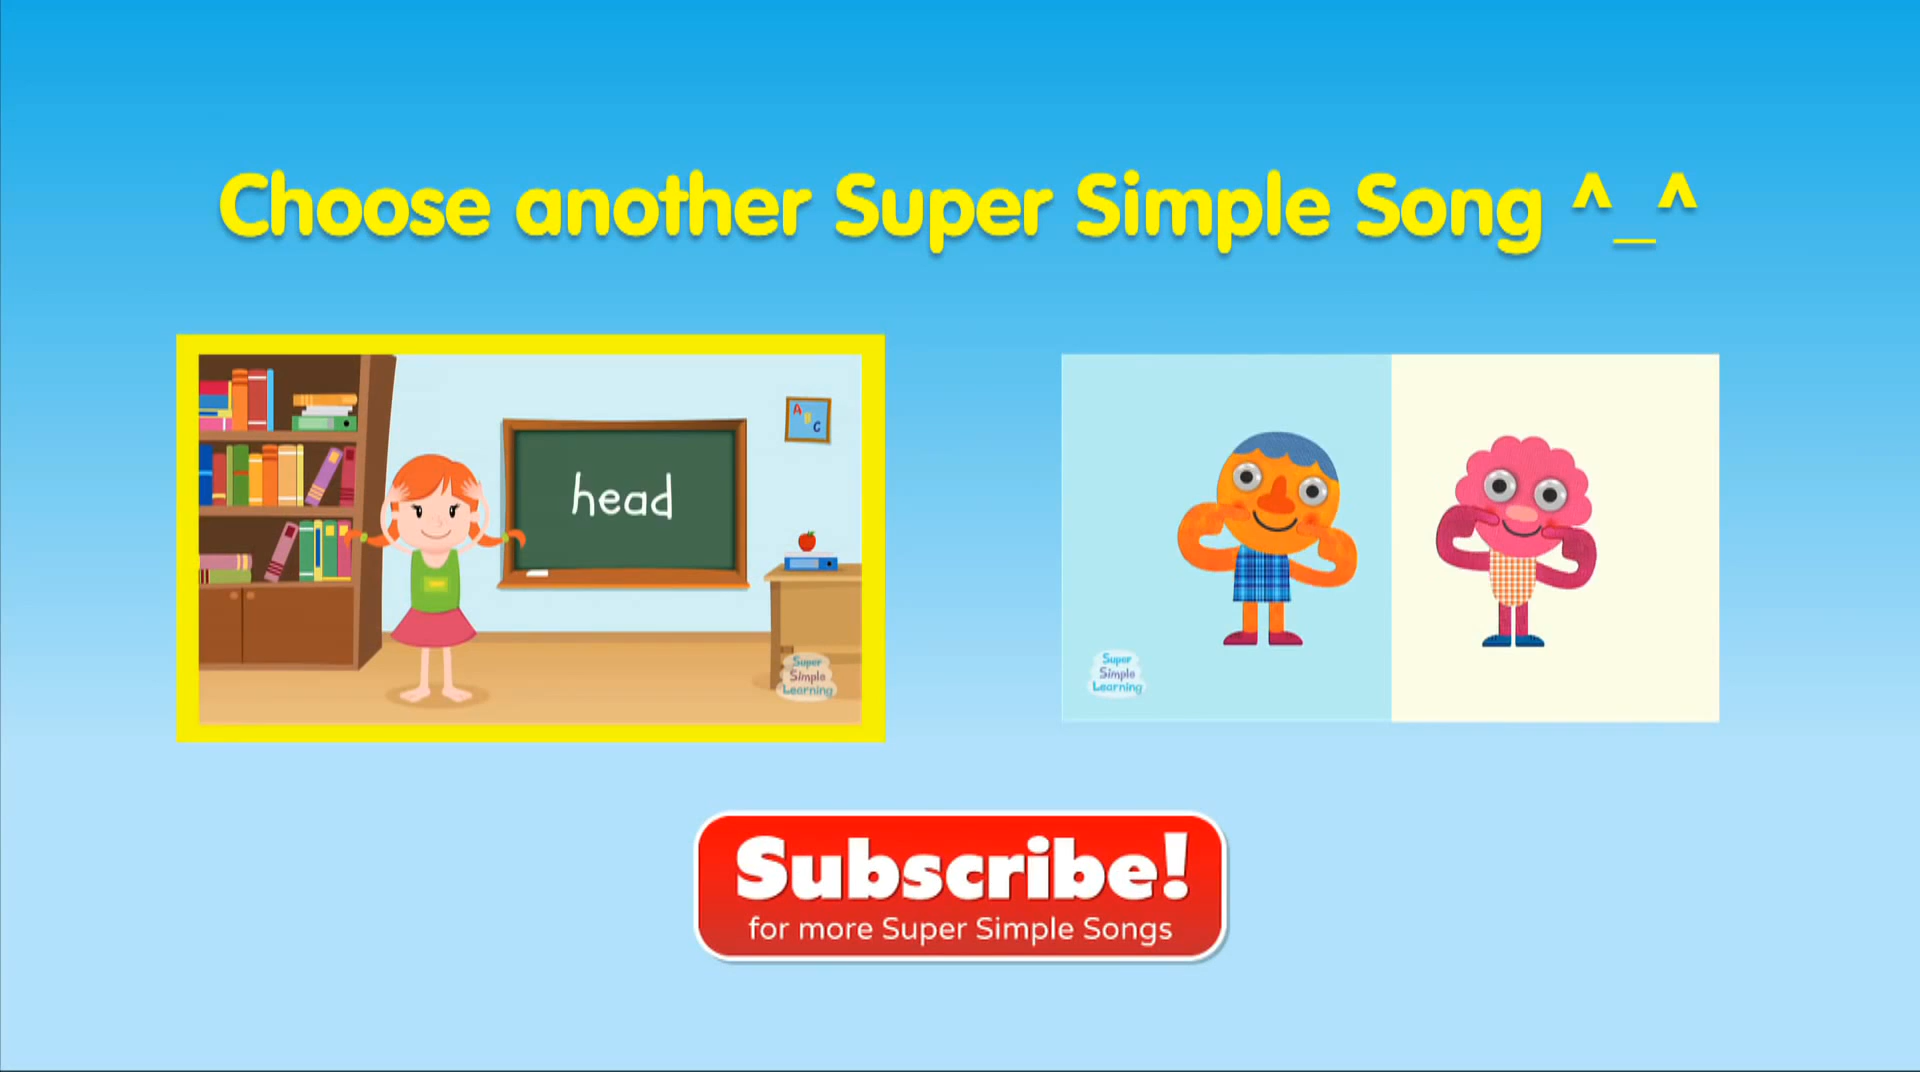 Choose another Super Simple Song ^_^
head
A
B
C
Super
Simple
Learning
Super
Simple
Learning
Subscribe!
for more Super Simple Songs